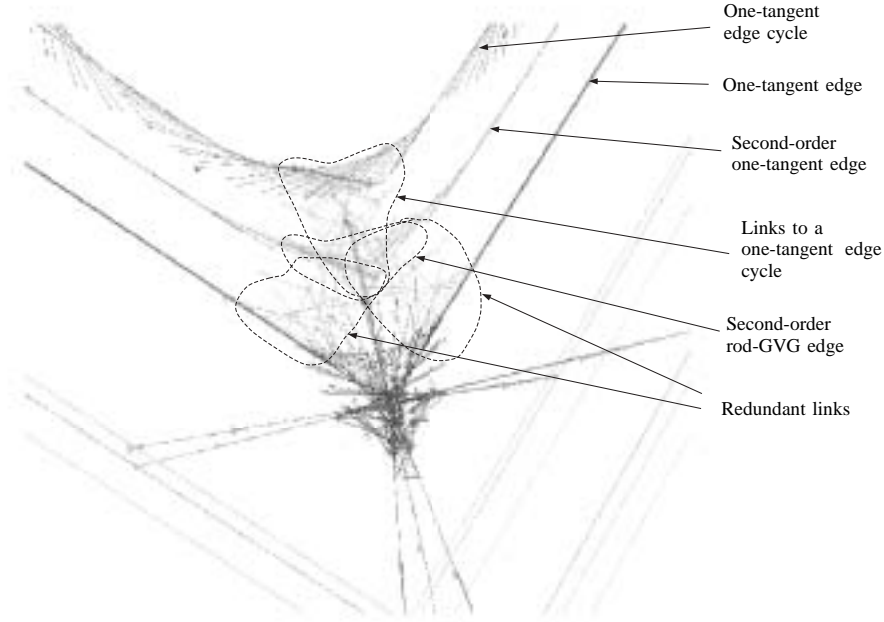 One-tangent
edge cycle
One-tangent edge
Second-order
one-tangent edge
Links to a
one-tangent edge
cycle
Second-order
rod-GVG edge
Redundant links